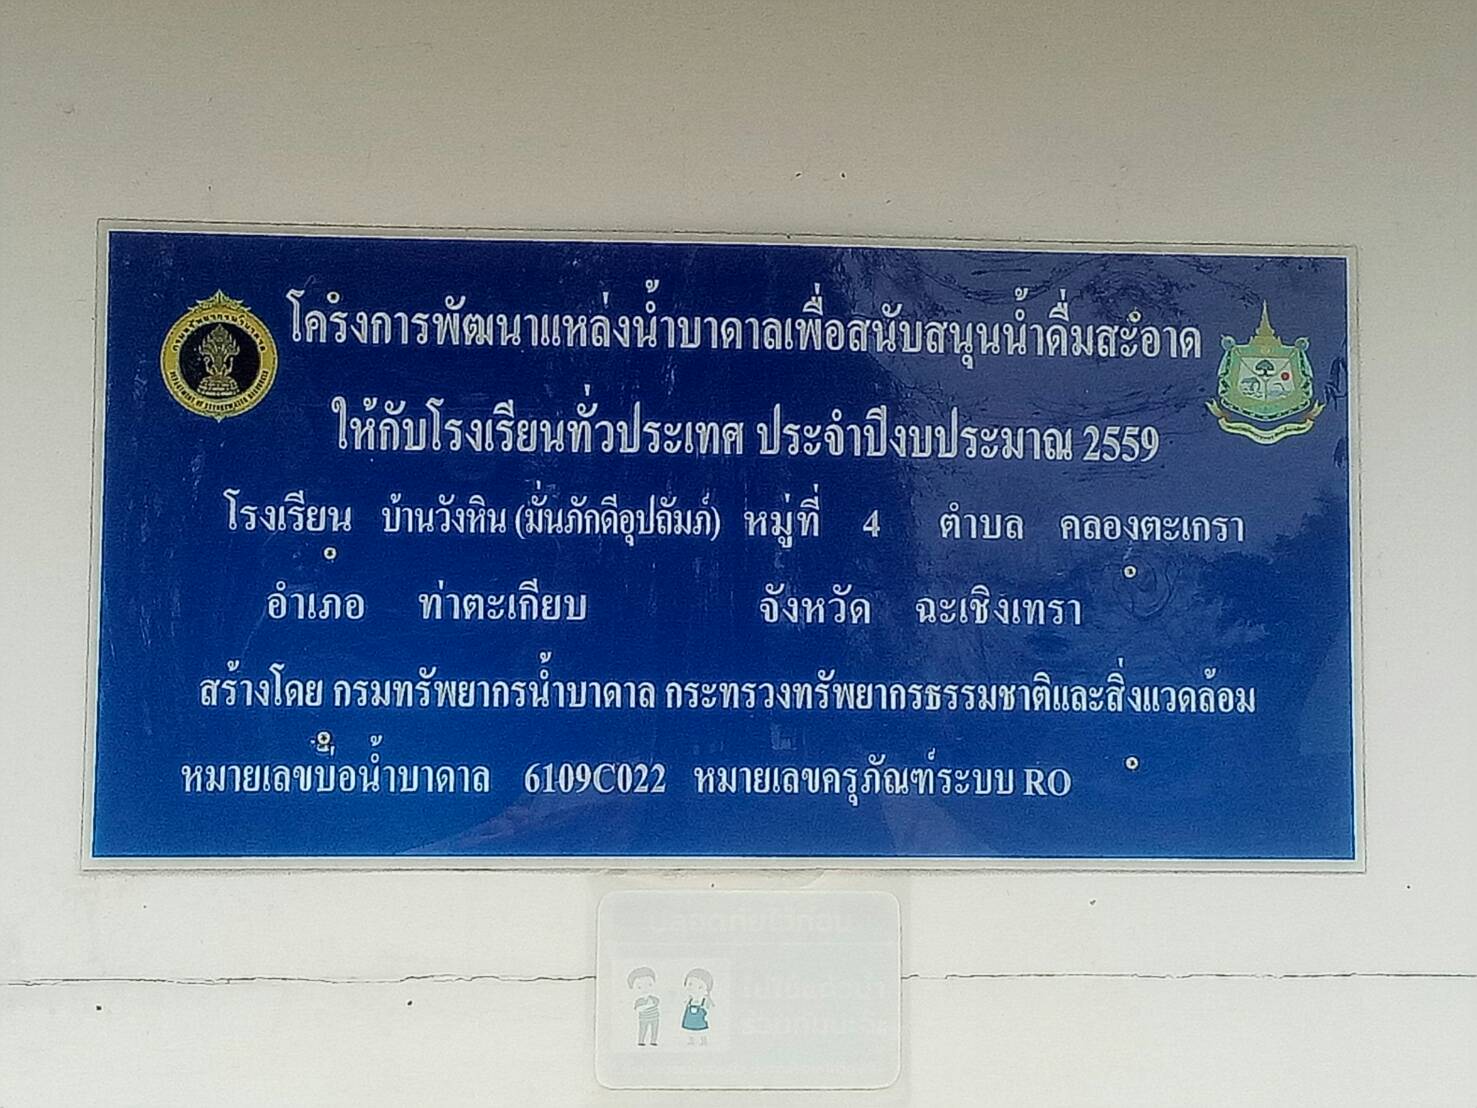 โครงการพัฒนาแหล่งน้ำบาดาลเพื่อสนับสนุนน้ำดื่มสะอาด
ให้กับโรงเรียนทั่วประเทศ ประจำปีงบประมาณ 2559
โรงเรียน บ้านวังหิน (มั่นภักดีอุปถัมภ์) หมู่ที่ 4 ตำบล คลองตะเกรา
อำเภอ ท่าตะเกียบ จังหวัด ฉะเชิงเทรา
สร้างโดย กรมทรัพยากรน้ำบาดาล กระทรวงทรัพยากรธรรมชาติและสิ่งแวดล้อม
หมายเลขบ่อน้ำบาดาล 6109C022 หมายเลขครุภัณฑ์ระบบ RO